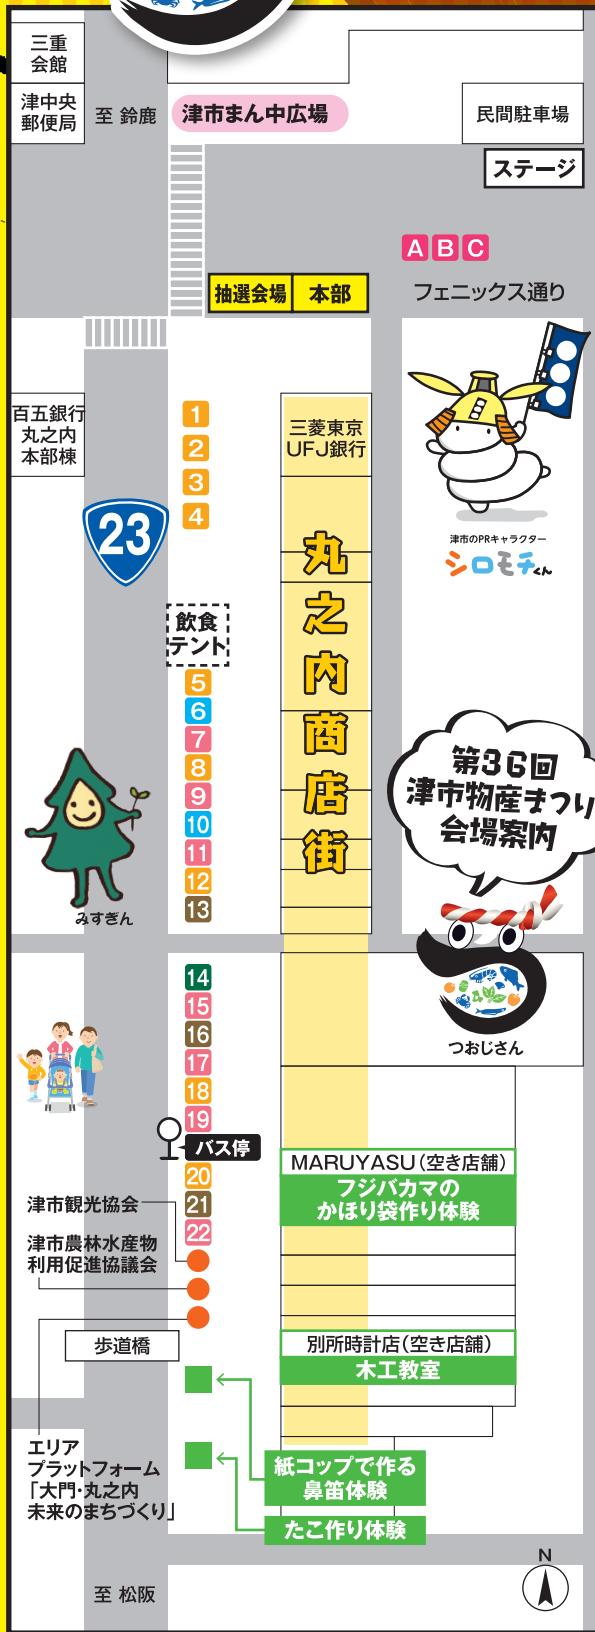 三重
会館
津中央
郵便局
至 鈴鹿
津市まん中広場
民間駐車場
ステージ
A B C
抽選会場
本部
フェニックス通り
百五銀行
丸之内
本部棟
1
2
3
4
三菱東京
UFJ銀行
23
津市のPRキャラクター
シロモチくん
丸之内商店街
飲食
テント
5
6
7
8
9
10
11
12
13
第36回
津市物産まつり
会場案内
みすぎん
つおじさん
14
15
16
17
18
19
バス停
20
21
22
MARUYASU（空き店舗）
フジバカマの
かほり袋作り体験
津市観光協会
津市農林水産物
利用促進協議会
歩道橋
別所時計店（空き店舗）
木工教室
エリア
プラットフォーム
「大門・丸之内
未来のまちづくり」
紙コップで作る
鼻笛体験
たこ作り体験
至 松阪
N